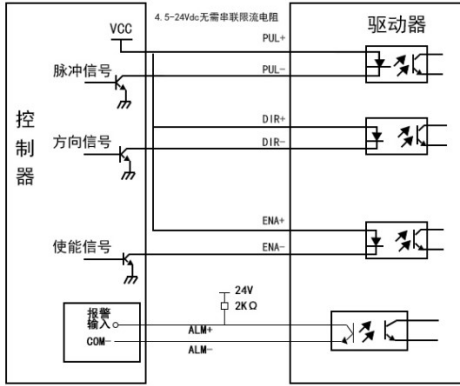 4.5-24Vdc无需串联限流电阻
VCC
驱动器
PUL+
脉冲信号
PUL-
控制器
DIR+
方向信号
DIR-
ENA+
使能信号
ENA-
24V
2KΩ
报警
输入
ALM+
COM-
ALM-